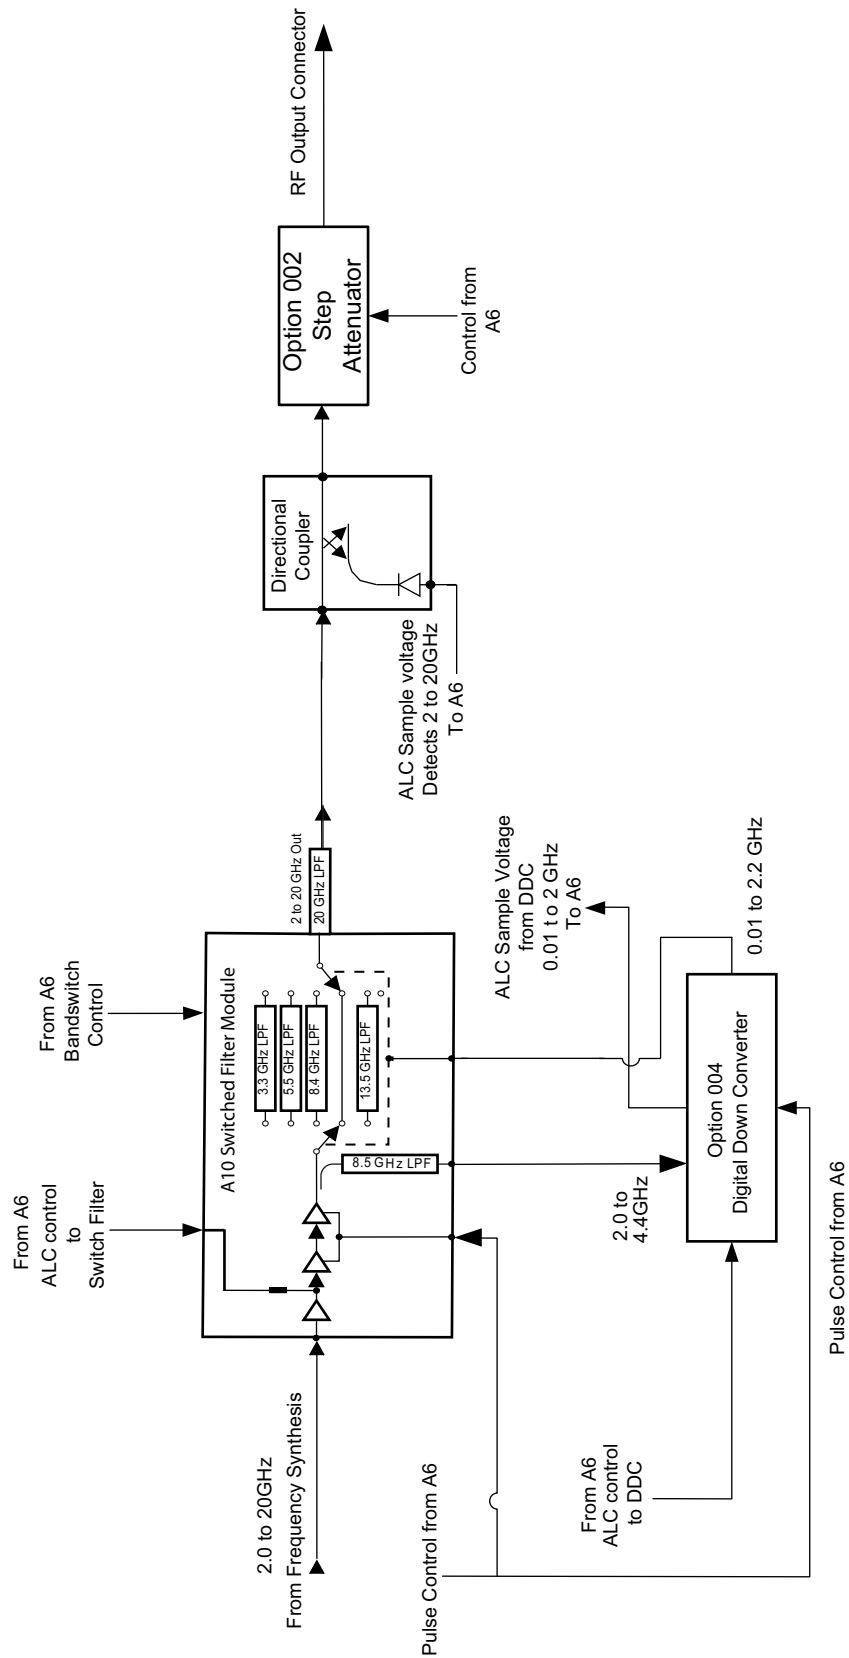 From A6
ALC control
to
Switch Filter
From A6
Bandswitch
Control
A10 Switched Filter Module
3.3 GHz LPF
5.5 GHz LPF
8.4 GHz LPF
13.5 GHz LPF
8.5 GHz LPF
2 to 20 GHz Out
20 GHz LPF
2.0 to 20GHz
From Frequency Synthesis
Directional
Coupler
ALC Sample voltage
Detects 2 to 20GHz
To A6
Option 002
Step
Attenuator
Control from
A6
RF Output Connector
Pulse Control from A6
From A6
ALC control
to DDC
2.0 to
4.4GHz
Option 004
Digital Down Converter
ALC Sample Voltage
from DDC
0.01 t o 2 GHz
To A6
0.01 to 2.2 GHz
Pulse Control from A6